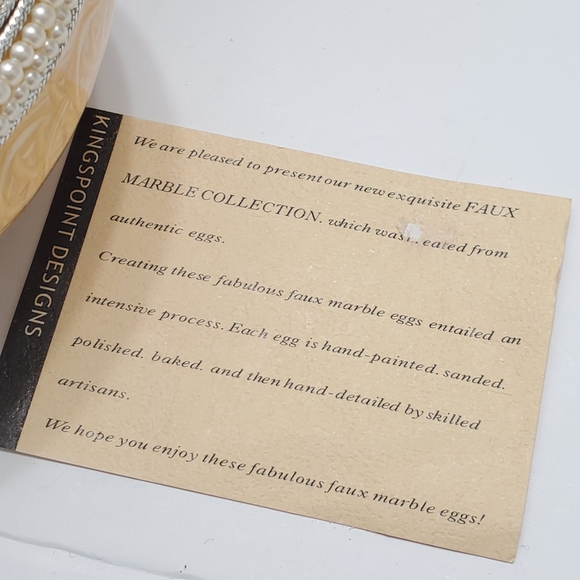 KINGSPOINT DESIGNS
We are pleased to present our new exquisite FAUX
MARBLE COLLECTION. which was eated from
authentic eggs.
Creating these fabulous faux marble eggs entailed an
intensive process. Each egg is hand-painted. sanded.
polished. baked. and then hand-detailed by skilled
artisans.
We hope you enjoy these fabulous faux marble eggs!